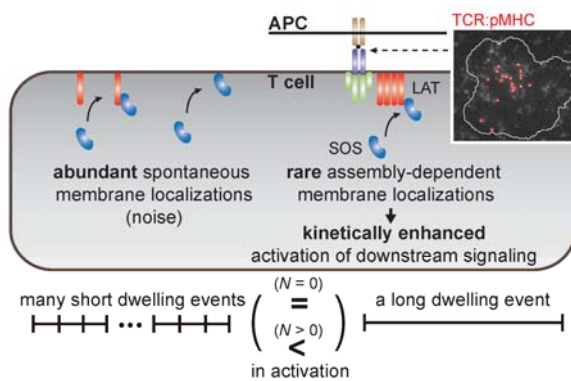 APC
TCR:pMHC
T cell
LAT
SOS
abundant spontaneous
membrane localizations
(noise)
rare assembly-dependent
membrane localizations
kinetically enhanced
activation of downstream signaling
many short dwelling events
(N = 0)
=
(N > 0)
<
in activation
a long dwelling event